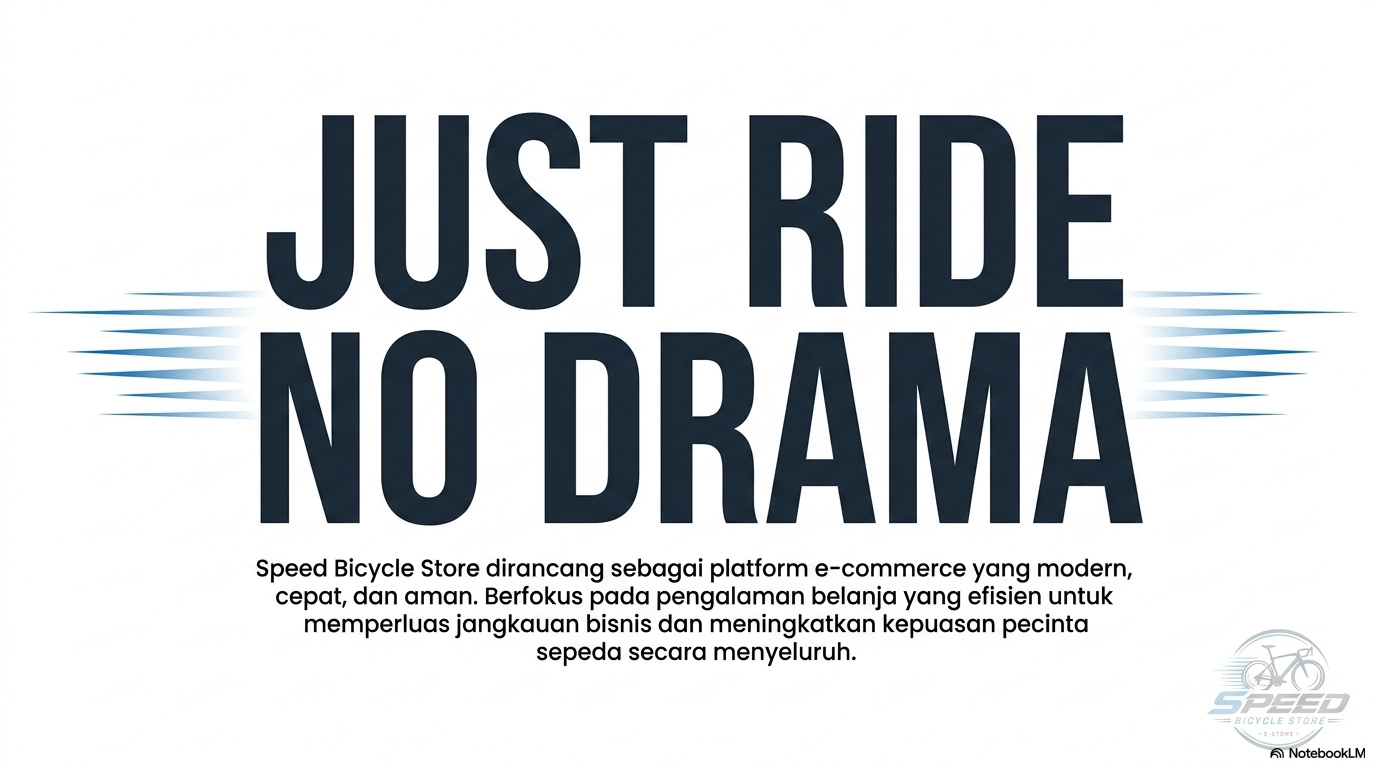 JUST RIDE
NO DRAMA
Speed Bicycle Store dirancang sebagai platform e-commerce yang modern,
cepat, dan aman. Berfokus pada pengalaman belanja yang efisien untuk
memperluas jangkauan bisnis dan meningkatkan kepuasan pecinta
sepeda secara menyeluruh.
SPEED
BICYCLE STORE
- E-STORE -
NotebookLM